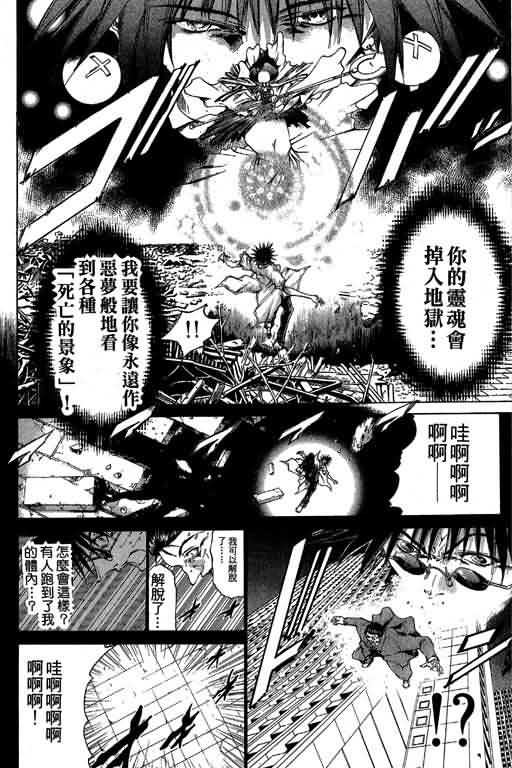 你的靈魂會
掉入地獄…
我要讓你像永遠作
惡夢般地看
到各種
「死亡的景象」！
！！
哇啊啊啊
啊啊——
！？
我可以解脫
了……
解脫了…
怎麼會這樣？
有人跑到了我
的體內…？
哇啊啊啊啊
啊啊啊！